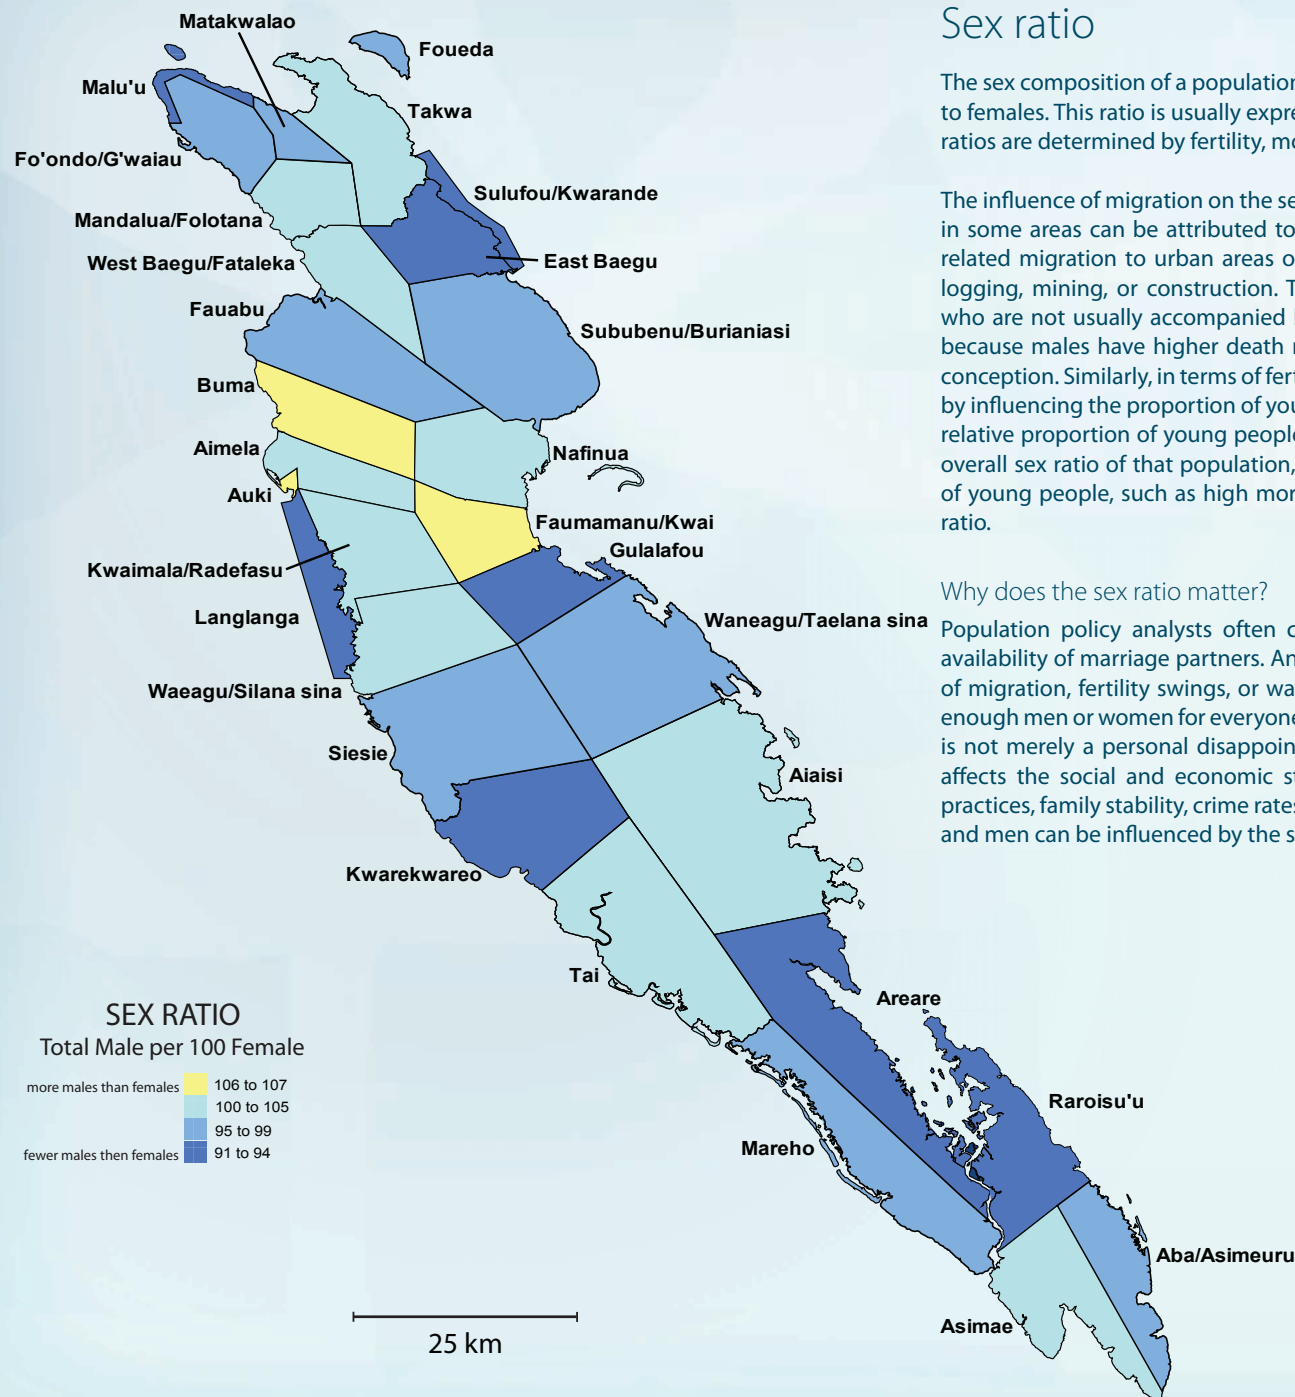 Matakwalao
Foueda
Malu'u
Takwa
Fo'ondo/G'waiau
Sulufou/Kwarande
Mandalua/Folotana
West Baegu/Fataleka
East Baegu
Fauabu
Sububenu/Burianiasi
Buma
Aimela
Nafinua
Auki
Faumamanu/Kwai
Gulalafou
Kwaimala/Radefasu
Langlanga
Waneagu/Taelana sina
Waeagu/Silana sina
Siesie
Aiaisi
Kwarekwareo
Tai
Areare
Raroisu'u
Mareho
Aba/Asimeuru
Asimae
SEX RATIO
Total Male per 100 Female
more males than females 106 to 107
100 to 105
95 to 99
fewer males then females 91 to 94
25 km
Sex ratio
The sex composition of a population
to females. This ratio is usually expre
ratios are determined by fertility, mo
The influence of migration on the se
in some areas can be attributed to
related migration to urban areas o
logging, mining, or construction. T
who are not usually accompanied
because males have higher death
conception. Similarly, in terms of fert
by influencing the proportion of you
relative proportion of young people
overall sex ratio of that population,
of young people, such as high mor
ratio.
Why does the sex ratio matter?
Population policy analysts often c
availability of marriage partners. An
of migration, fertility swings, or wa
enough men or women for everyone
is not merely a personal disappoin
affects the social and economic st
practices, family stability, crime rates
and men can be influenced by the s